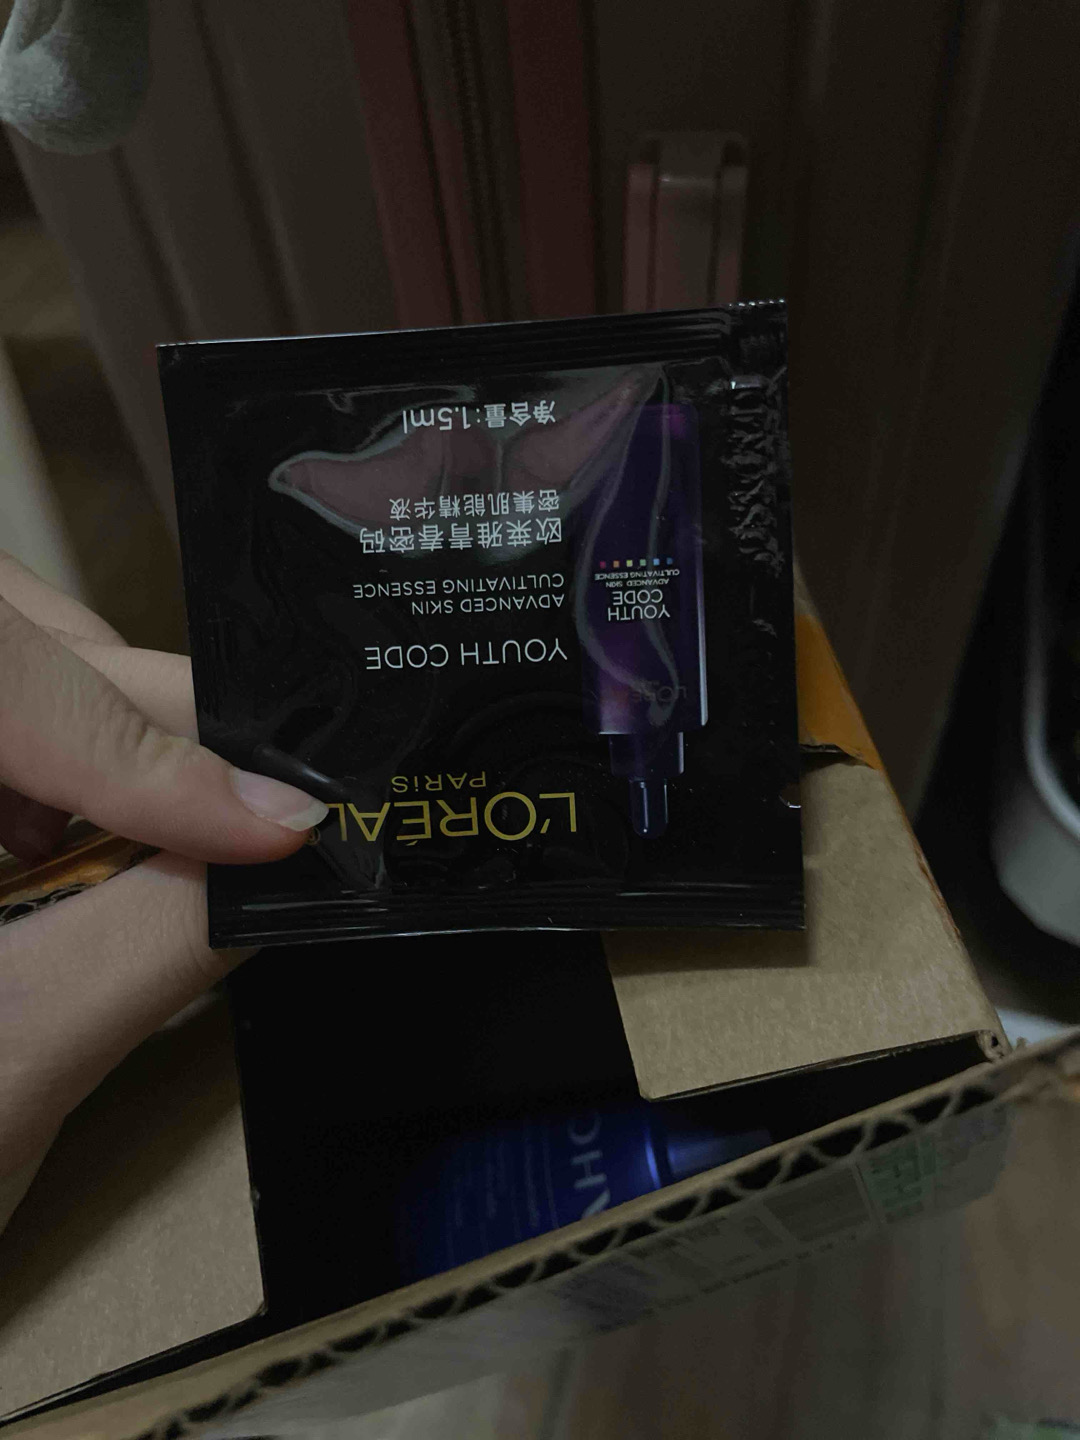 L'ORÉAL
PARiS
YOUTH CODE
ADVANCED SKIN
CULTIVATING ESSENCE
欧莱雅青春密码
密集肌能精华液
净含量:1.5ml
YOUTH
CODE
ADVANCED SKIN
CULTIVATING ESSENCE